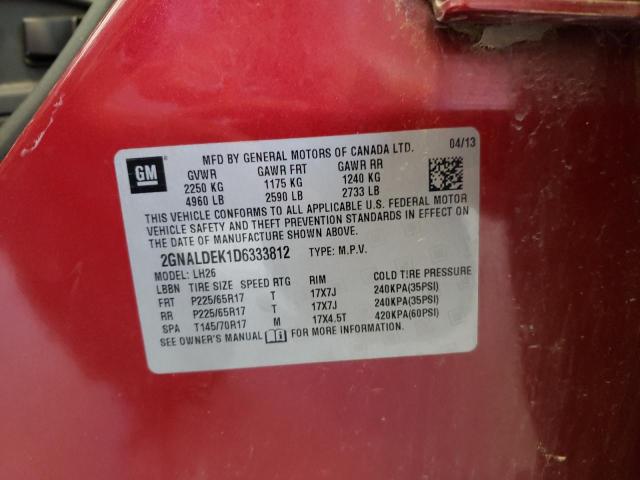 GM
MFD BY GENERAL MOTORS OF CANADA LTD. 04/13
GVWR GAWR FRT GAWR RR
2250 KG 1175 KG 1240 KG
4960 LB 2590 LB 2733 LB
THIS VEHICLE CONFORMS TO ALL APPLICABLE U.S. FEDERAL MOTOR
VEHICLE SAFETY AND THEFT PREVENTION STANDARDS IN EFFECT ON
THE DATE OF MANUFACTURE SHOWN ABOVE.
2GNALDEK1D6333812 TYPE: M.P.V.
MODEL: LH26
LBBN TIRE SIZE SPEED RTG RIM COLD TIRE PRESSURE
FRT P225/65R17 T 17X7J 240KPA(35PSI)
RR P225/65R17 T 17X7J 240KPA(35PSI)
SPA T145/70R17 M 17X4.5T 420KPA(60PSI)
SEE OWNER'S MANUAL FOR MORE INFORMATION.